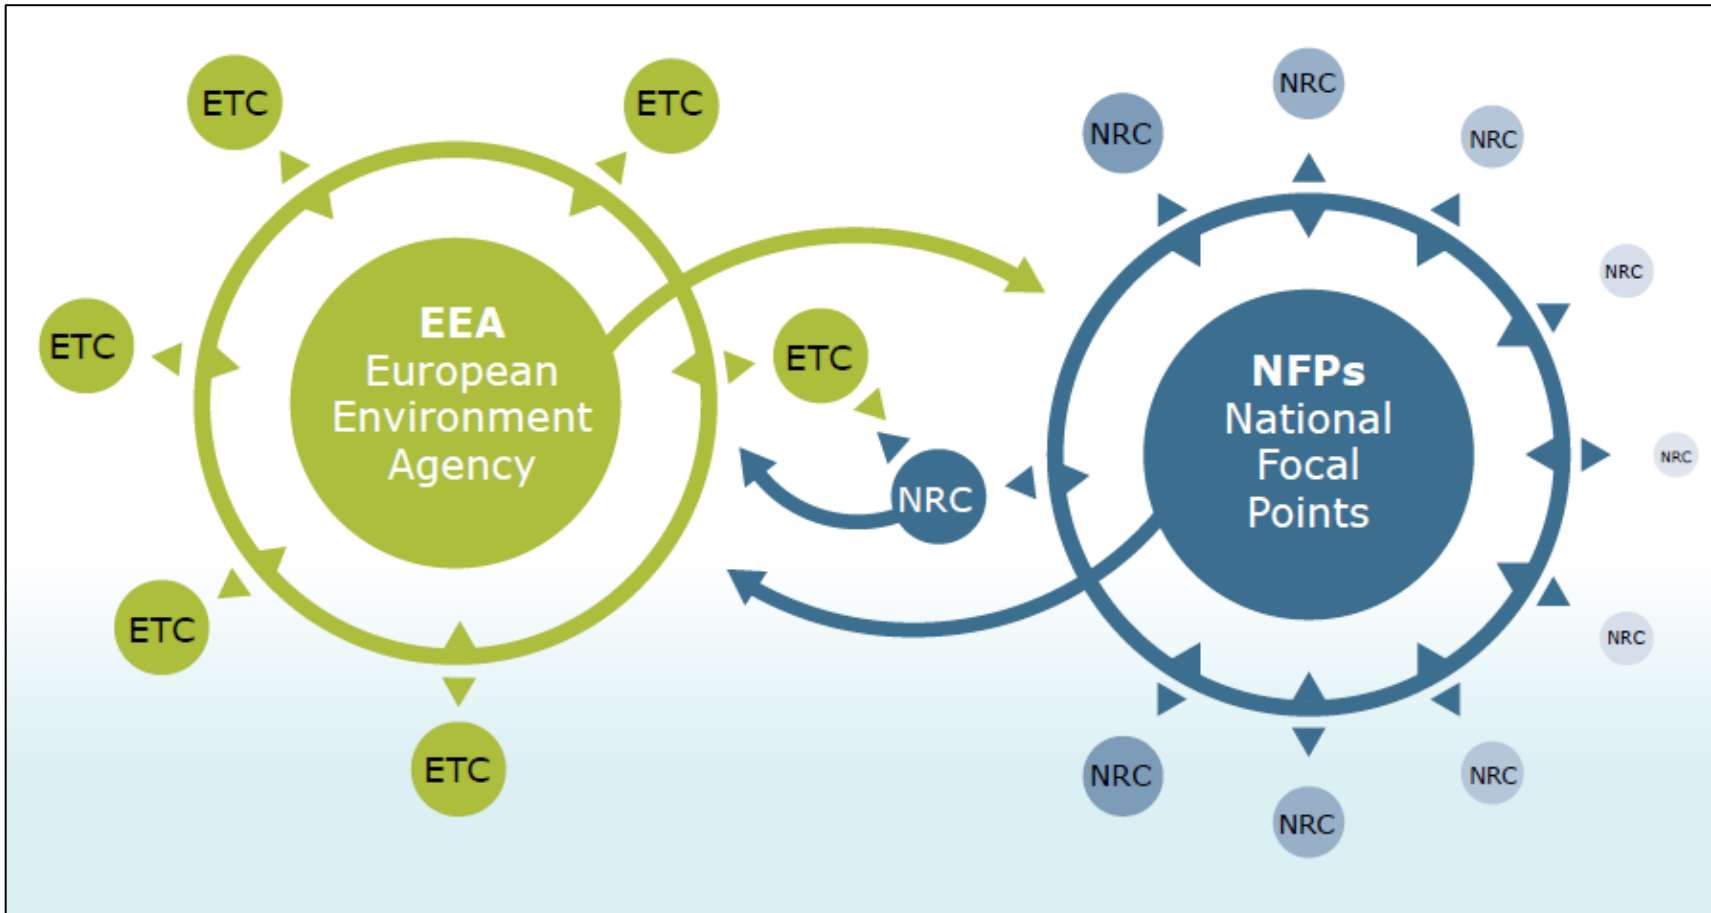 ETC
ETC
ETC
EEA
European
Environment
Agency
ETC
ETC
ETC
NRC
NRC
NRC
NRC
NRC
NRC
NFPs
National
Focal
Points
NRC
NRC
NRC
NRC
NRC